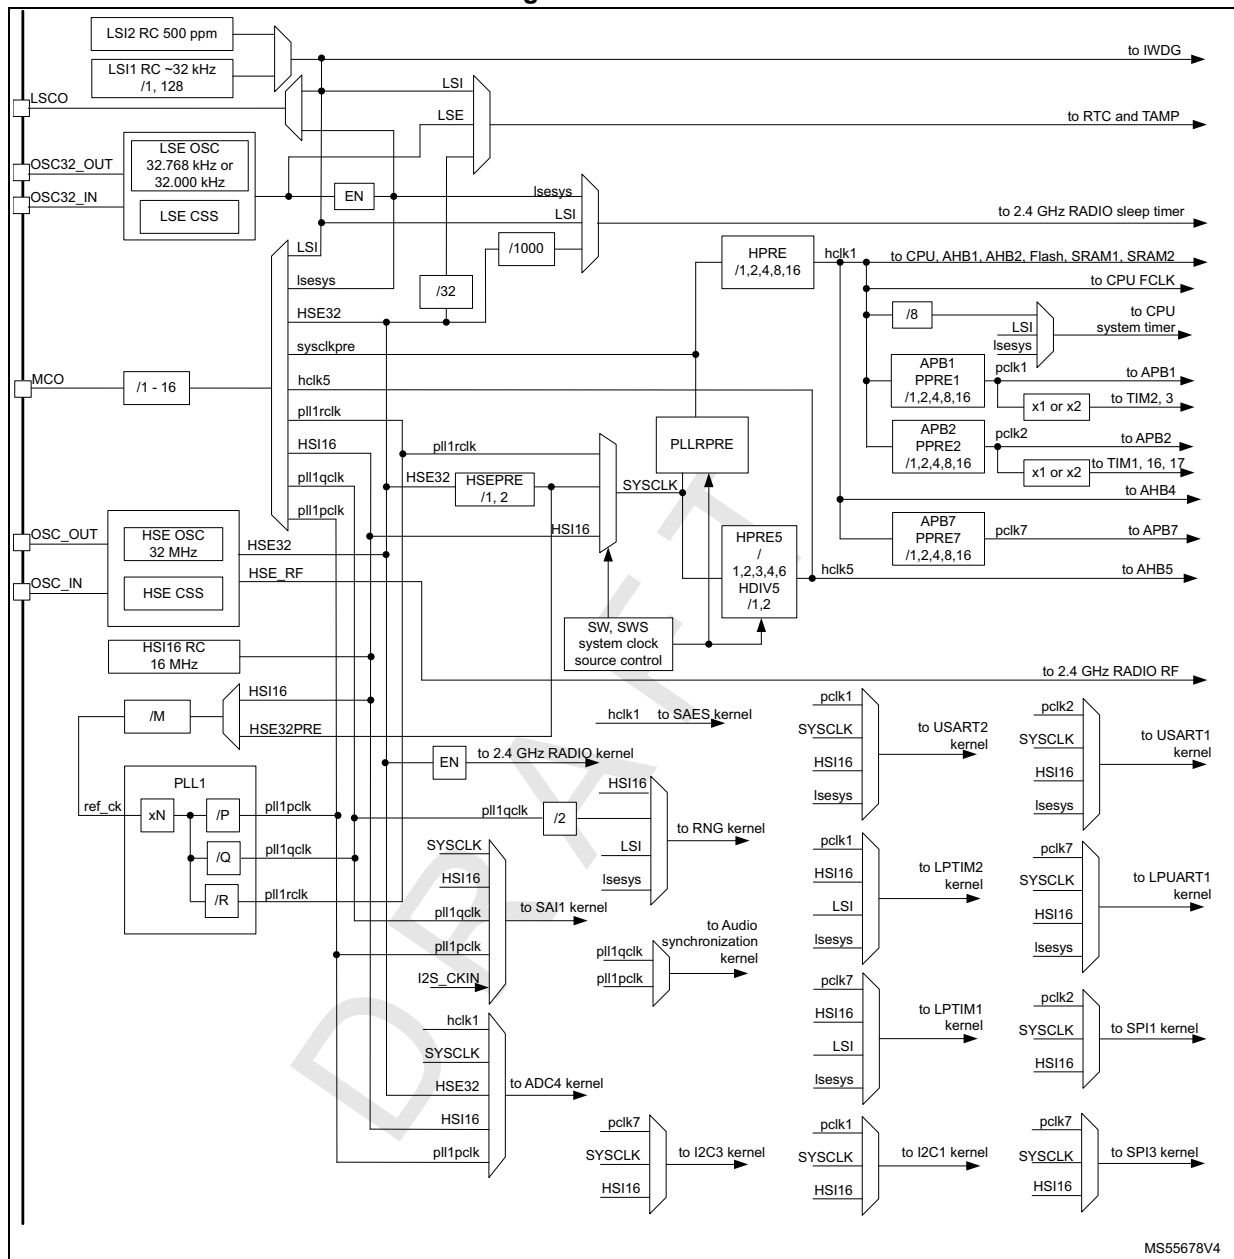 LSI2 RC 500 ppm
LSI1 RC ~32 kHz
/1, 128
to IWDG
LSCO
LSI
LSE
to RTC and TAMP
OSC32_OUT
OSC32_IN
LSE OSC
32.768 kHz or
32.000 kHz
LSE CSS
EN
lsesys
LSI
to 2.4 GHz RADIO sleep timer
/1000
/32
LSI
lsesys
HSE32
sysclkpre
hclk5
pll1rclk
HSI16
pll1qclk
pll1pclk
MCO
/1 - 16
HPRE
/1,2,4,8,16
hclk1
to CPU, AHB1, AHB2, Flash, SRAM1, SRAM2
to CPU FCLK
/8
LSI
lsesys
to CPU
system timer
APB1
PPRE1
/1,2,4,8,16
pclk1
to APB1
x1 or x2
to TIM2, 3
APB2
PPRE2
/1,2,4,8,16
pclk2
to APB2
x1 or x2
to TIM1, 16, 17
to AHB4
APB7
PPRE7
/1,2,4,8,16
pclk7
to APB7
pll1rclk
HSE32
HSEPRE
/1, 2
HSI16
SYSCLK
PLLRPRE
HPRE5
/
1,2,3,4,6
HDIV5
/1,2
hclk5
to AHB5
SW, SWS
system clock
source control
OSC_OUT
OSC_IN
HSE OSC
32 MHz
HSE CSS
HSE32
HSE_RF
to 2.4 GHz RADIO RF
HSI16 RC
16 MHz
/M
HSI16
HSE32PRE
hclk1
to SAES kernel
EN
to 2.4 GHz RADIO kernel
PLL1
ref_ck
xN
/P
/Q
/R
pll1pclk
pll1qclk
pll1rclk
pll1qclk
/2
HSI16
LSI
lsesys
to RNG kernel
SYSCLK
HSI16
pll1qclk
pll1pclk
I2S_CKIN
to SAI1 kernel
pll1qclk
pll1pclk
to Audio
synchronization
kernel
hclk1
SYSCLK
HSE32
HSI16
pll1pclk
to ADC4 kernel
pclk7
SYSCLK
HSI16
to I2C3 kernel
pclk1
SYSCLK
HSI16
lsesys
to USART2
kernel
pclk2
SYSCLK
HSI16
lsesys
to USART1
kernel
pclk1
HSI16
LSI
lsesys
to LPTIM2
kernel
pclk7
SYSCLK
HSI16
lsesys
to LPUART1
kernel
pclk7
HSI16
LSI
lsesys
to LPTIM1
kernel
pclk2
SYSCLK
HSI16
to SPI1 kernel
pclk1
SYSCLK
HSI16
to I2C1 kernel
pclk7
SYSCLK
HSI16
to SPI3 kernel
DRAFT
MS55678V4